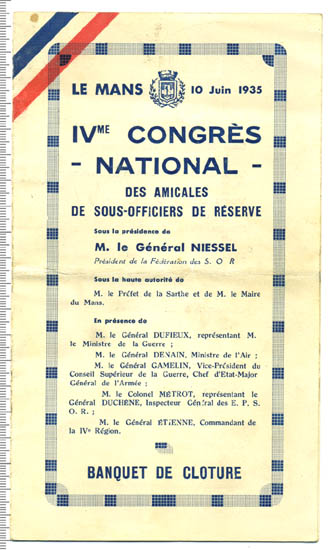 LE MANS 10 Juin 1935
IVME CONGRÈS
- NATIONAL -
DES AMICALES
DE SOUS-OFFICIERS DE RÉSERVE
Sous la présidence de
M. le Général NIESSEL
Président de la Fédération des S. O R
Sous la haute autorité de
M. le Préfet de la Sarthe et de M. le Maire
du Mans.
En présence de
M. le Général DUFIEUX, représentant M.
le Ministre de la Guerre ;
M. le Général DENAIN, Ministre de l'Air ;
M. le Général GAMELIN, Vice-Président du
Conseil Supérieur de la Guerre, Chef d'Etat-Major
Général de l'Armée ;
M. le Colonel MÉTROT, représentant le
Général DUCHÊNE, Inspecteur Général des E. P. S.
O. R. ;
M. le Général ÉTIENNE, Commandant de
la IVe Région.
BANQUET DE CLOTURE